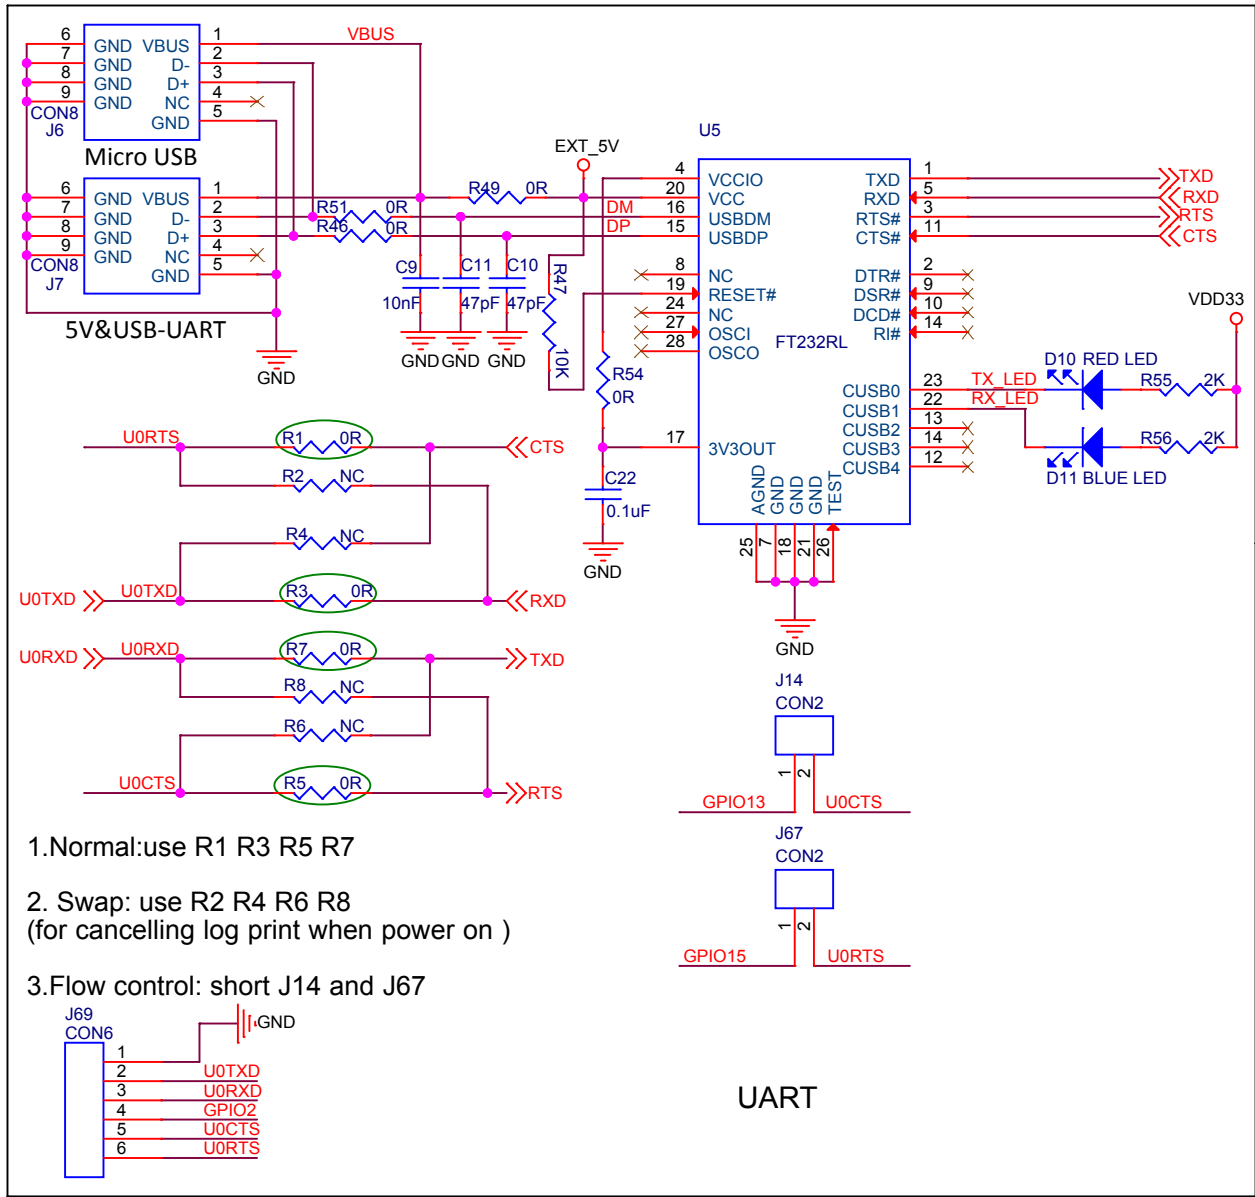 6 GND VBUS 1 VBUS
7 GND D- 2
8 GND D+ 3
9 GND NC 4
CON8 GND 5
J6
Micro USB
6 GND VBUS 1
7 GND D- 2
8 GND D+ 3
9 GND NC 4
CON8 GND 5
J7
5V&USB-UART
GND
EXT_5V
R49 0R
R51 0R
R46 0R
DM
DP
C9
10nF
C11
47pF
C10
47pF
GND GND GND
R47
10K
R54
0R
C22
0.1uF
GND
U5
4 VCCIO TXD 1 TXD
20 VCC RXD 5 RXD
16 USBDM RTS# 3 RTS
15 USBDP CTS# 11 CTS
8 NC DTR# 2
19 RESET# DSR# 9
24 NC DCD# 10
27 OSCI RI# 14
28 OSCO
FT232RL
CUSB0 23 TX_LED
CUSB1 22 RX_LED
CUSB2 13
17 3V3OUT CUSB3 14
CUSB4 12
AGND GND GND GND TEST
25 7 18 21 26
GND
VDD33
D10 RED LED
R55 2K
R56 2K
D11 BLUE LED
U0RTS R1 0R CTS
R2 NC
R4 NC
U0TXD U0TXD R3 0R RXD
U0RXD U0RXD R7 0R TXD
R8 NC
R6 NC
U0CTS R5 0R RTS
J14
CON2
1 2
GPIO13 U0CTS
J67
CON2
1 2
GPIO15 U0RTS
1.Normal:use R1 R3 R5 R7
2. Swap: use R2 R4 R6 R8
(for cancelling log print when power on )
3.Flow control: short J14 and J67
J69
CON6
GND
1
2 U0TXD
3 U0RXD
4 GPIO2
5 U0CTS
6 U0RTS
UART